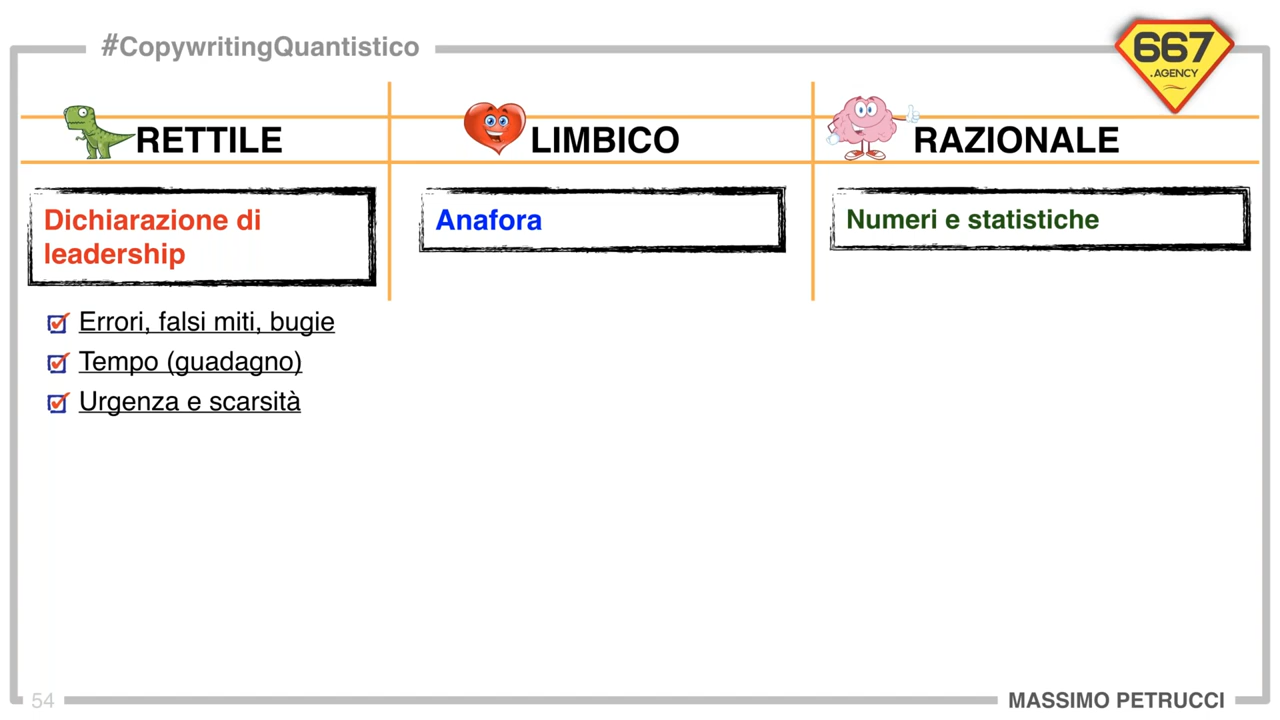 #CopywritingQuantistico
667
.AGENCY
RETTILE
LIMBICO
RAZIONALE
Dichiarazione di
leadership
Anafora
Numeri e statistiche
Errori, falsi miti, bugie
Tempo (guadagno)
Urgenza e scarsità
54
MASSIMO PETRUCCI